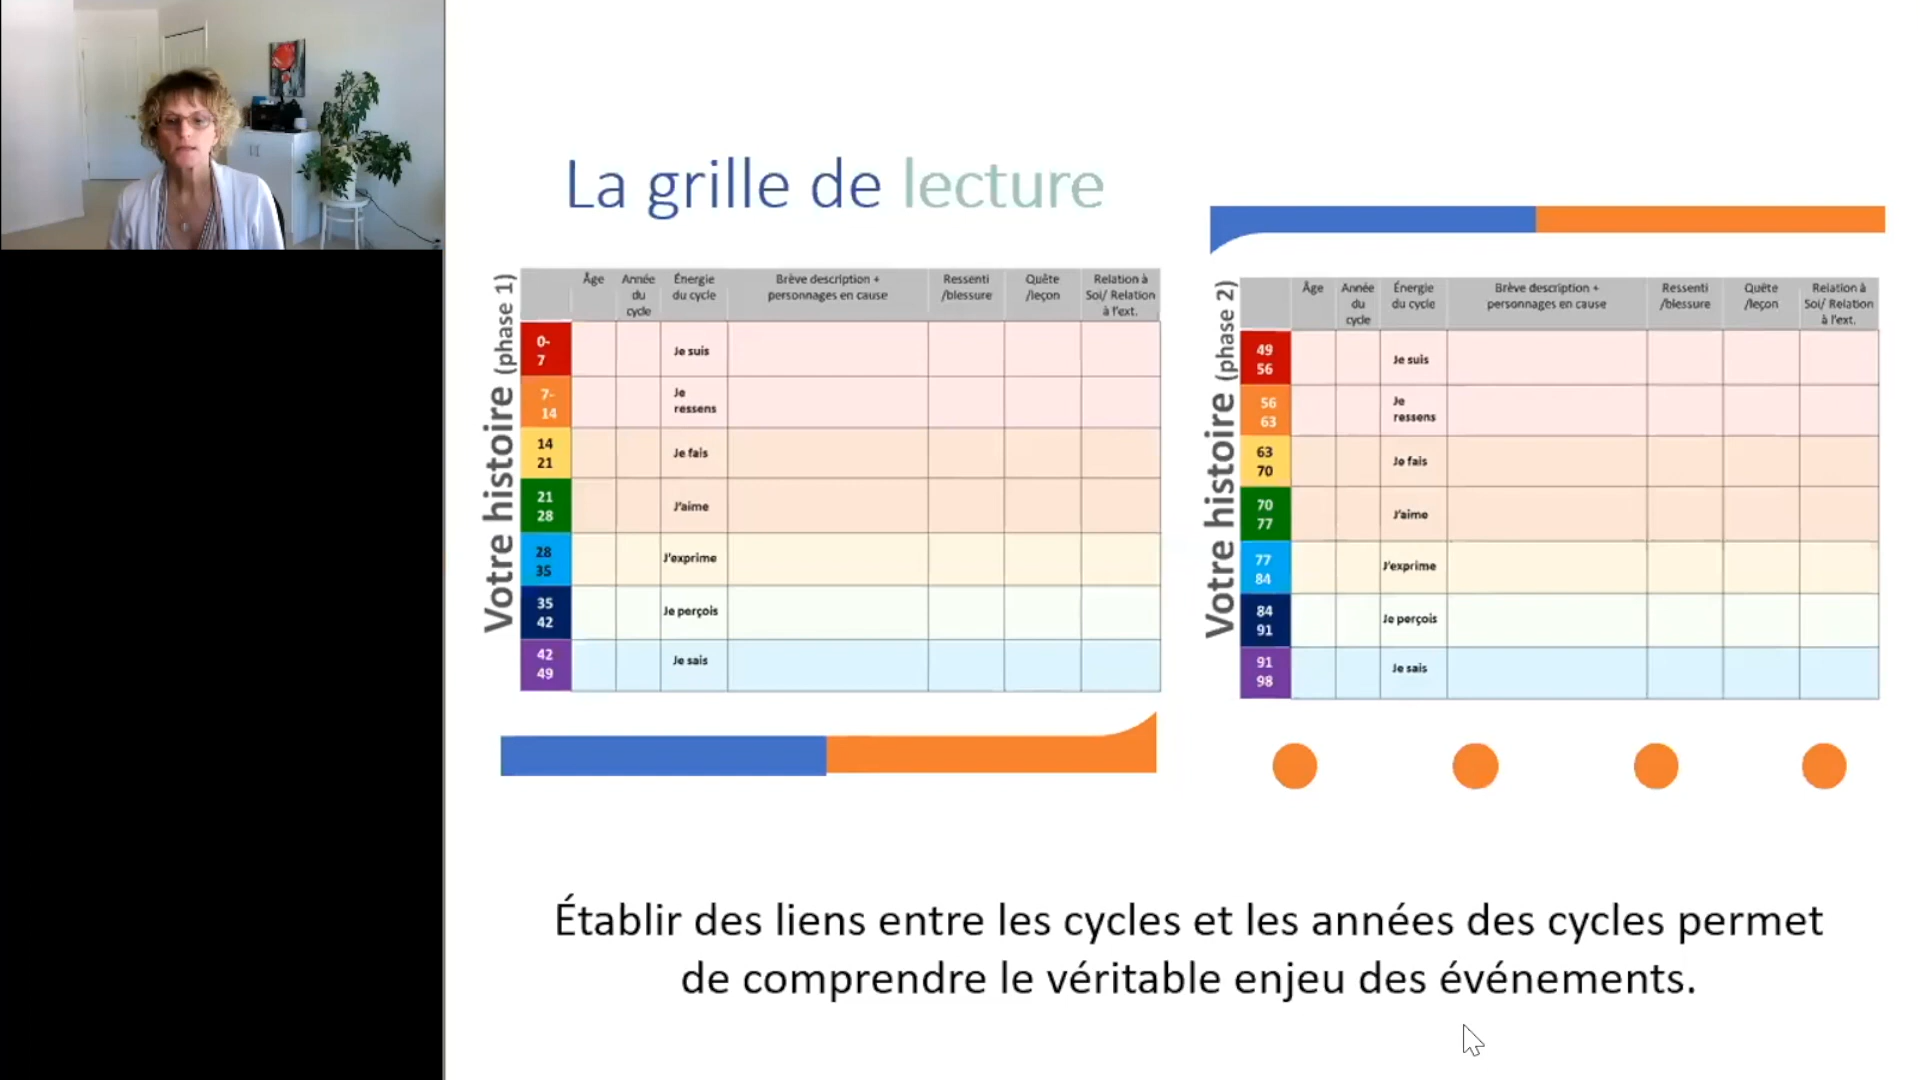 La grille de lecture
Votre histoire (phase 1)
Âge
Année
du
cycle
Énergie
du cycle
Brève description +
personnages en cause
Ressenti
/blessure
Quête
/leçon
Relation à
Soi/ Relation
à l'ext.
0-
7
Je suis
7-
14
Je
ressens
14
21
Je fais
21
28
J'aime
28
35
J'exprime
35
42
Je perçois
42
49
Je sais
Votre histoire (phase 2)
Âge
Année
du
cycle
Énergie
du cycle
Brève description +
personnages en cause
Ressenti
/blessure
Quête
/leçon
Relation à
Soi/ Relation
à l'ext.
49
56
Je suis
56
63
Je
ressens
63
70
Je fais
70
77
J'aime
77
84
J'exprime
84
91
Je perçois
91
98
Je sais
Établir des liens entre les cycles et les années des cycles permet
de comprendre le véritable enjeu des événements.